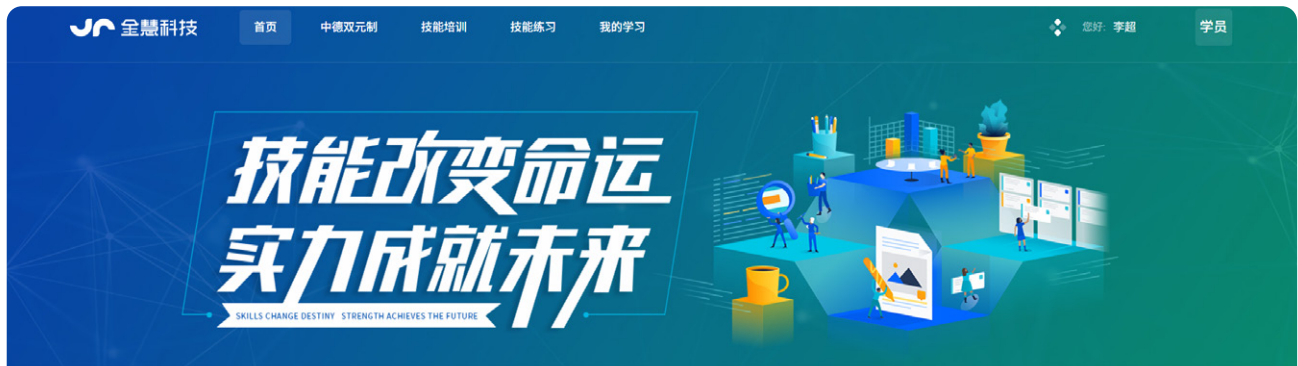 全慧科技 首页 中德双元制 技能培训 技能练习 我的学习 您好: 李超 学员
技能改变命运
实力成就未来
SKILLS CHANGE DESTINY STRENGTH ACHIEVES THE FUTURE